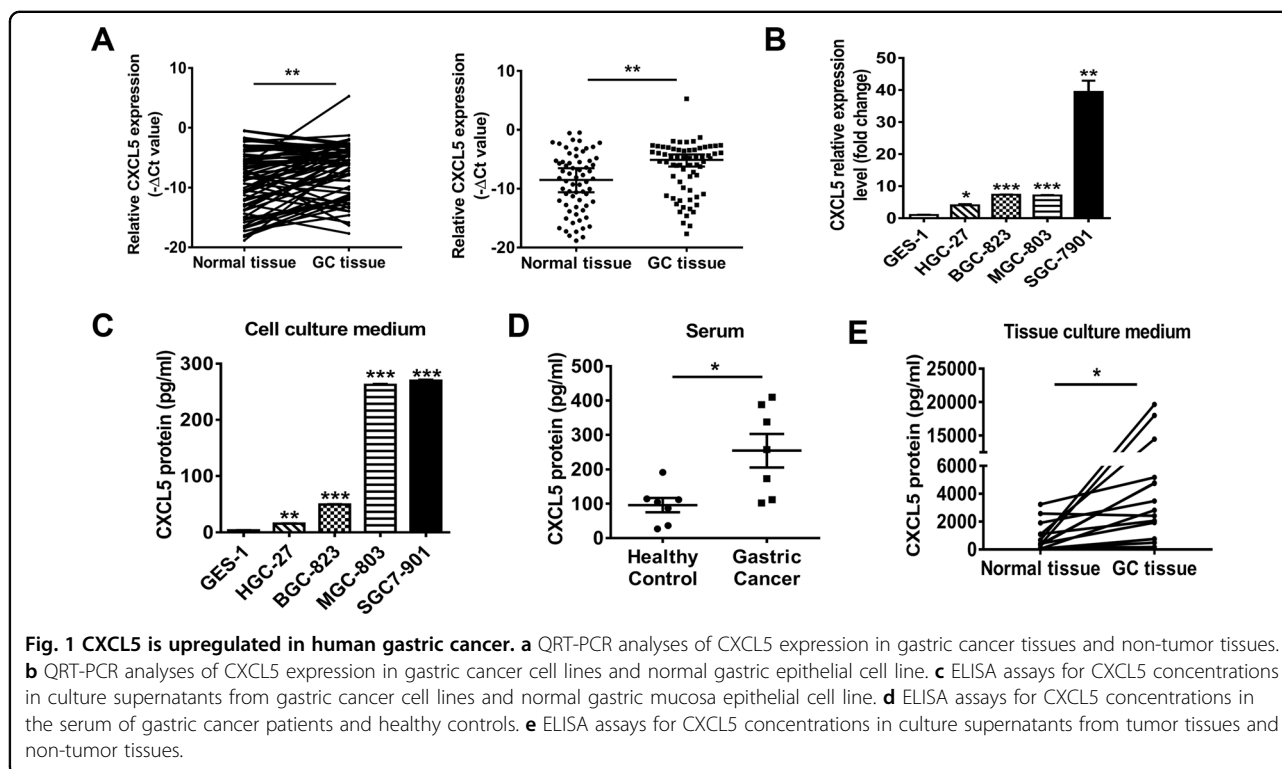 A
Relative CXCL5 expression
(-ΔCt value)
10
0
-10
-20
**
Normal tissue GC tissue
Relative CXCL5 expression
(-ΔCt value)
10
0
-10
-20
**
Normal tissue GC tissue
B
CXCL5 relative expression
level (fold change)
50
40
30
20
10
0
*
***
***
**
GES-1
HGC-27
BGC-823
MGC-803
SGC-7901
C
Cell culture medium
CXCL5 protein (pg/ml)
300
200
100
0
**
***
***
***
GES-1
HGC-27
BGC-823
MGC-803
SGC7-901
D
Serum
CXCL5 protein (pg/ml)
500
400
300
200
100
0
*
Healthy
Control
Gastric
Cancer
E
Tissue culture medium
CXCL5 protein (pg/ml)
20000
15000
10000
6000
4000
2000
0
*
Normal tissue GC tissue
Fig. 1 CXCL5 is upregulated in human gastric cancer. a QRT-PCR analyses of CXCL5 expression in gastric cancer tissues and non-tumor tissues.
b QRT-PCR analyses of CXCL5 expression in gastric cancer cell lines and normal gastric epithelial cell line. c ELISA assays for CXCL5 concentrations
in culture supernatants from gastric cancer cell lines and normal gastric mucosa epithelial cell line. d ELISA assays for CXCL5 concentrations in
the serum of gastric cancer patients and healthy controls. e ELISA assays for CXCL5 concentrations in culture supernatants from tumor tissues and
non-tumor tissues.